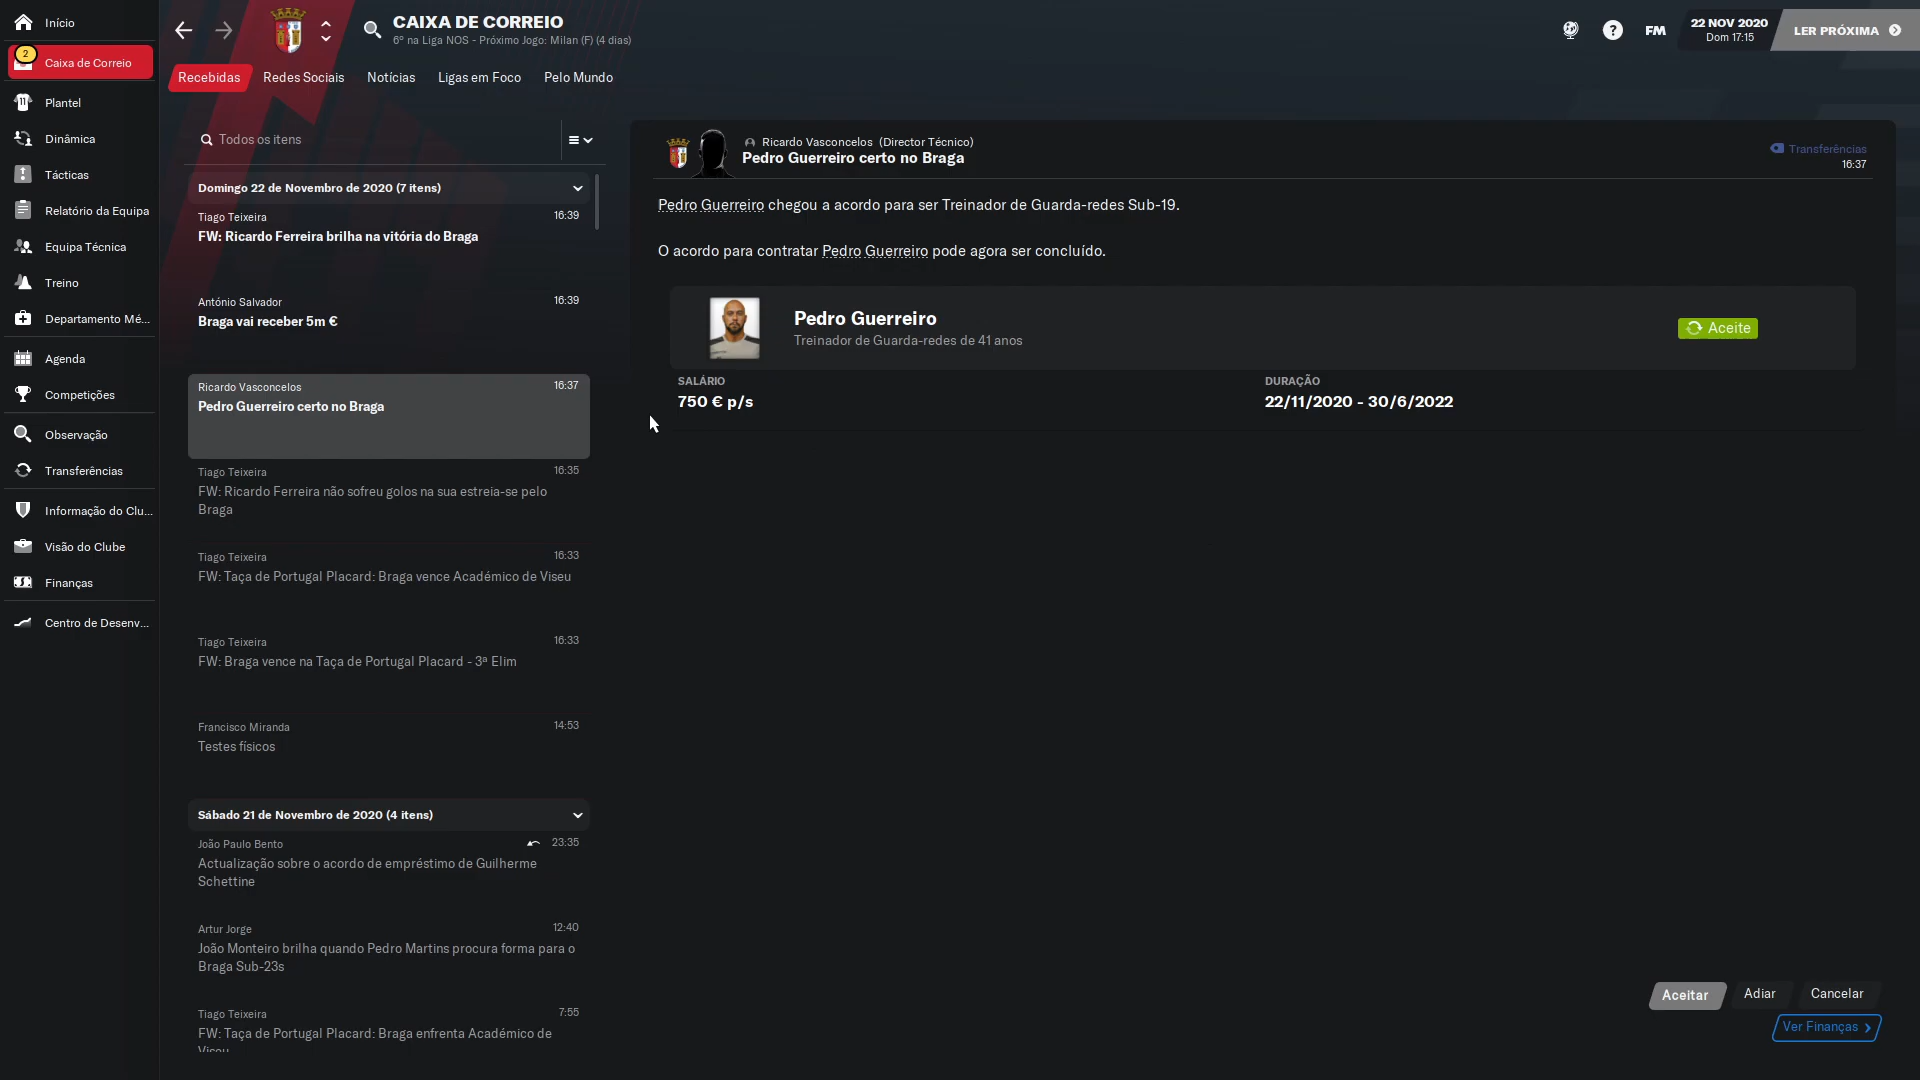 Início
2
Caixa de Correio
Plantel
Dinâmica
Tácticas
Relatório da Equipa
Equipa Técnica
Treino
Departamento Mé...
Agenda
Competições
Observação
Transferências
Informação do Clu...
Visão do Clube
Finanças
Centro de Desenv...
CAIXA DE CORREIO
6º na Liga NOS - Próximo Jogo: Milan (F) (4 dias)
FM
22 NOV 2020
Dom 17:15
LER PRÓXIMA
Recebidas
Redes Sociais
Notícias
Ligas em Foco
Pelo Mundo
Todos os itens
Domingo 22 de Novembro de 2020 (7 itens)
Tiago Teixeira 16:39
FW: Ricardo Ferreira brilha na vitória do Braga
António Salvador 16:39
Braga vai receber 5m €
Ricardo Vasconcelos 16:37
Pedro Guerreiro certo no Braga
Tiago Teixeira 16:35
FW: Ricardo Ferreira não sofreu golos na sua estreia-se pelo
Braga
Tiago Teixeira 16:33
FW: Taça de Portugal Placard: Braga vence Académico de Viseu
Tiago Teixeira 16:33
FW: Braga vence na Taça de Portugal Placard - 3ª Elim
Francisco Miranda 14:53
Testes físicos
Sábado 21 de Novembro de 2020 (4 itens)
João Paulo Bento 23:35
Actualização sobre o acordo de empréstimo de Guilherme
Schettine
Artur Jorge 12:40
João Monteiro brilha quando Pedro Martins procura forma para o
Braga Sub-23s
Tiago Teixeira 7:55
FW: Taça de Portugal Placard: Braga enfrenta Académico de
Viseu
Ricardo Vasconcelos (Director Técnico)
Pedro Guerreiro certo no Braga
Transferências
16:37
Pedro Guerreiro chegou a acordo para ser Treinador de Guarda-redes Sub-19.
O acordo para contratar Pedro Guerreiro pode agora ser concluído.
Pedro Guerreiro
Treinador de Guarda-redes de 41 anos
Aceite
SALÁRIO
750 € p/s
DURAÇÃO
22/11/2020 - 30/6/2022
Aceitar
Adiar
Cancelar
Ver Finanças